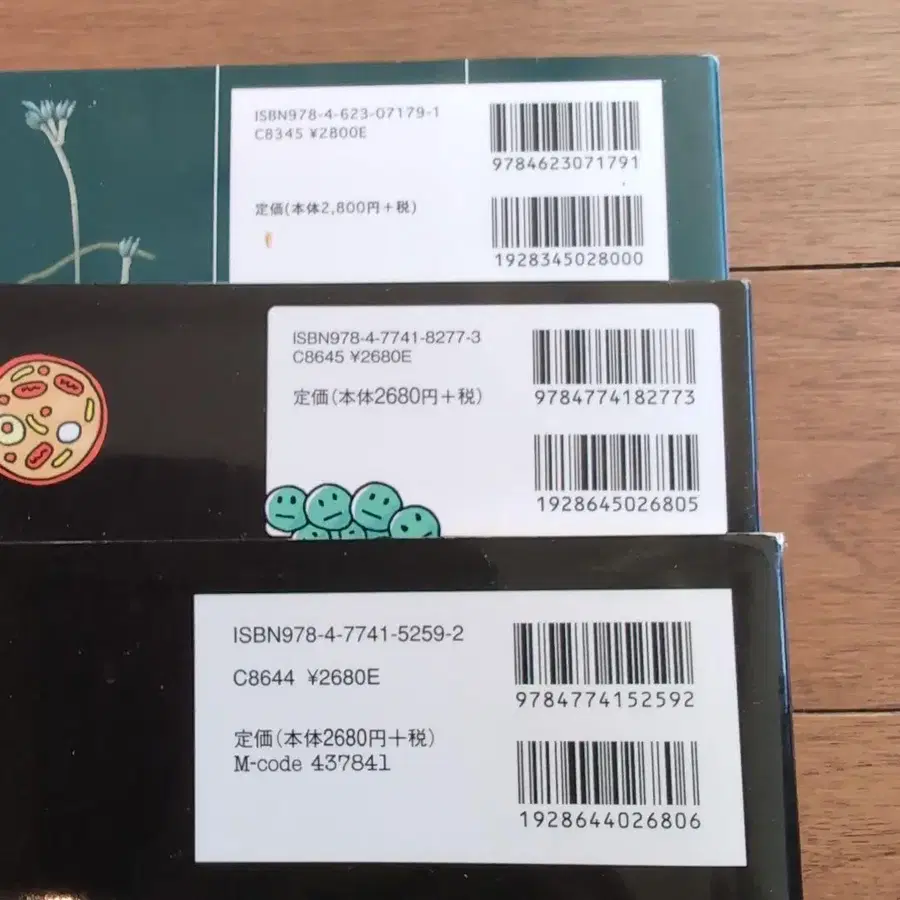 ISBN978-4-623-07179-1
C8345 ¥2800E
定価(本体2,800円+税)
9784623071791
1928345028000
ISBN978-4-7741-8277-3
C8645 ¥2680E
定価(本体2680円+税)
9784774182773
1928645026805
ISBN978-4-7741-5259-2
C8644 ¥2680E
定価(本体2680円+税)
M-code 437841
9784774152592
1928644026806